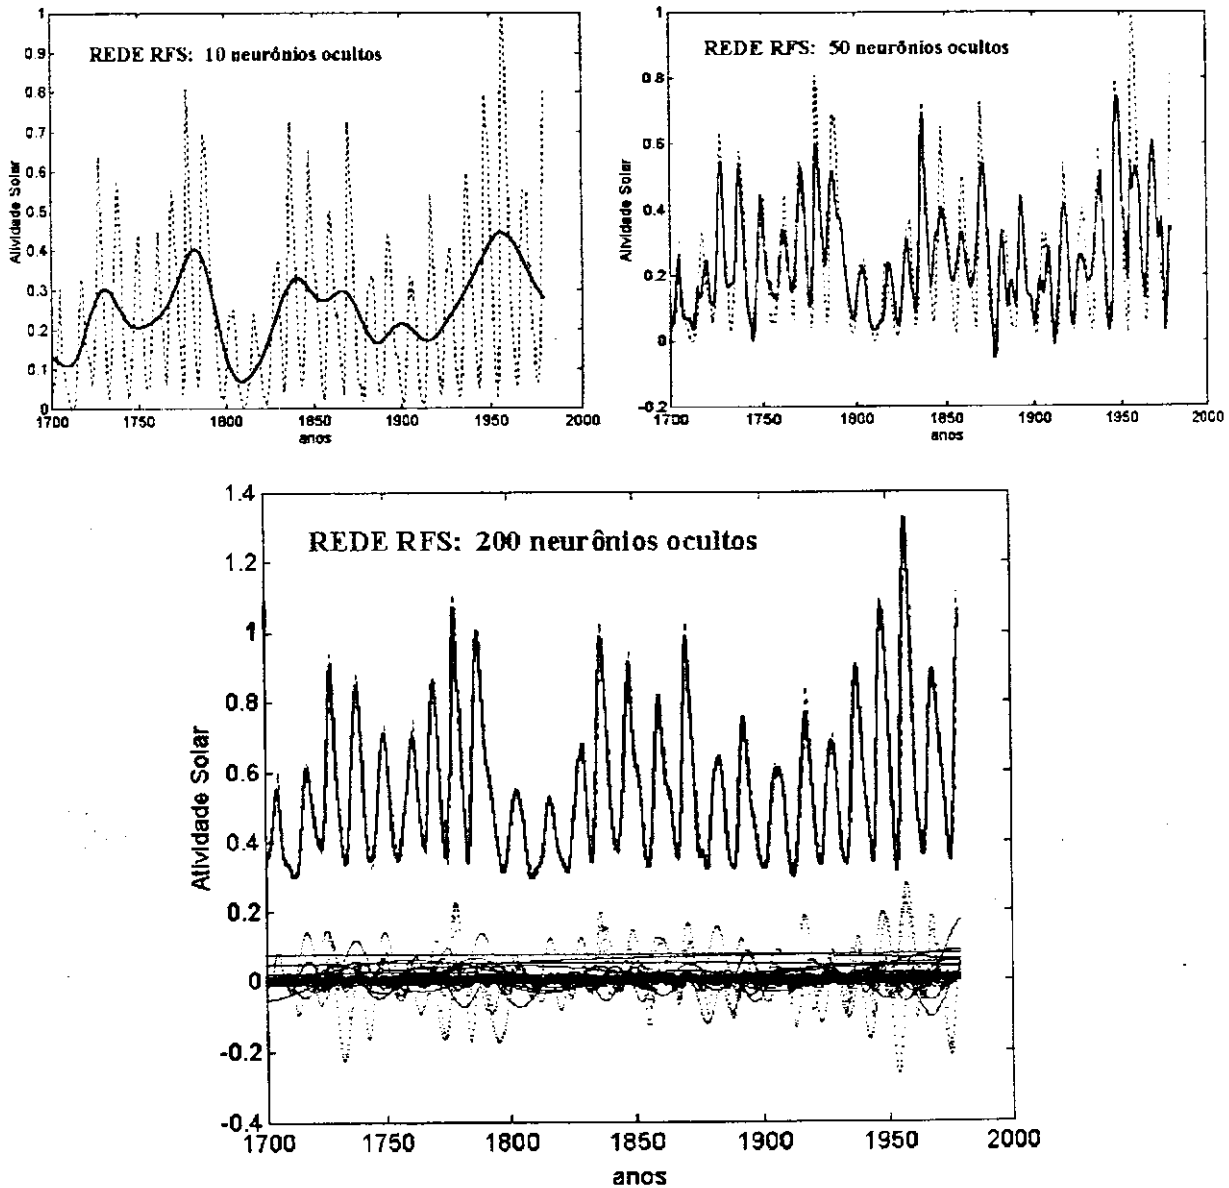 REDE RFS: 10 neurônios ocultos
1
0.9
0.8
0.7
0.6
0.5
0.4
0.3
0.2
0.1
0
Atividade Solar
1700 1750 1800 1850 1900 1950 2000
anos
REDE RFS: 50 neurônios ocultos
1
0.8
0.6
0.4
0.2
0
-0.2
Atividade Solar
1700 1750 1800 1850 1900 1950 2000
anos
REDE RFS: 200 neurônios ocultos
1.4
1.2
1
0.8
0.6
0.4
0.2
0
-0.2
-0.4
Atividade Solar
1700 1750 1800 1850 1900 1950 2000
anos